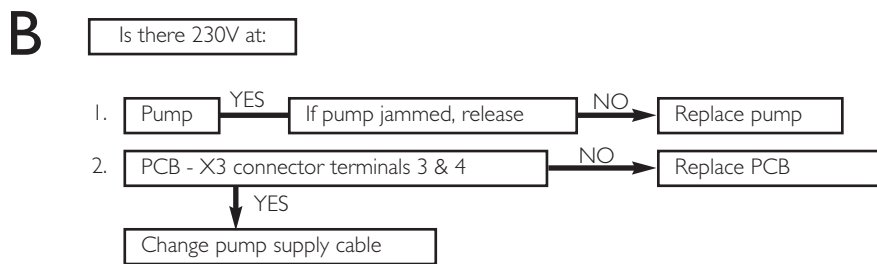 B
Is there 230V at:
1. Pump YES If pump jammed, release NO Replace pump
2. PCB - X3 connector terminals 3 & 4 NO Replace PCB
YES
Change pump supply cable